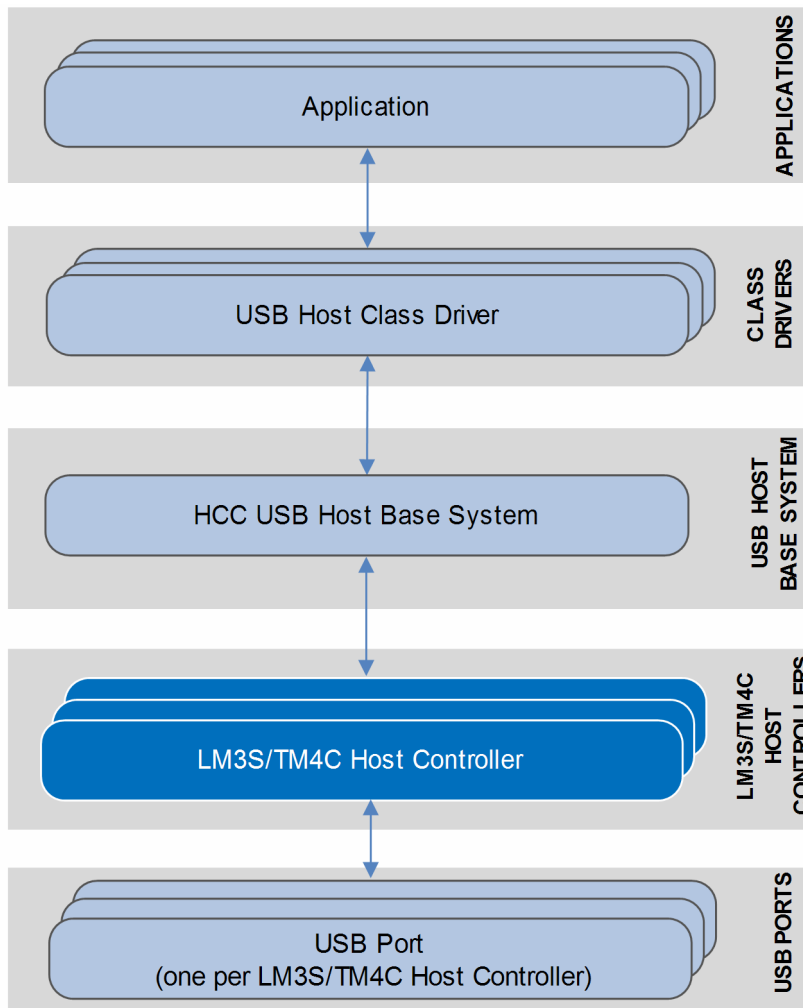 Application
APPLICATIONS
USB Host Class Driver
CLASS
DRIVERS
HCC USB Host Base System
USB HOST
BASE SYSTEM
LM3S/TM4C Host Controller
LM3S/TM4C
HOST
CONTROLLERS
USB Port
(one per LM3S/TM4C Host Controller)
USB PORTS